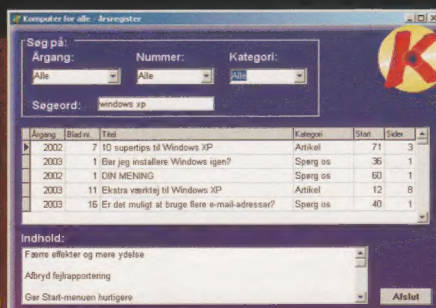 Komputer for alle - årsregister
Søg på:
Årgang: Nummer: Kategori:
Alle Alle Alle
Søgeord: windows xp
Årgang Blad nr. Titel Kategori Start Sider
2002 7 10 supertips til Windows XP Artikel 71 3
2003 1 Bør jeg installere Windows igen? Spørg os 36 1
2003 1 DIN MENING Spørg os 60 1
2003 11 Ekstra værktøj til Windows XP Artikel 12 8
2003 16 Er det muligt at bruge flere e-mail-adresser? Spørg os 40 1
Indhold:
Færre effekter og mere ydelse
Afbryd fejlrapportering
Gør Start-menuen hurtigere
Afslut
K